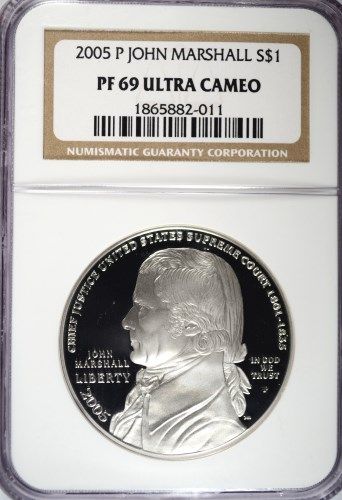 2005 P JOHN MARSHALL S$1
PF 69 ULTRA CAMEO
1865882-011
NUMISMATIC GUARANTY CORPORATION
CHIEF JUSTICE UNITED STATES SUPREME COURT 1801-1835
JOHN
MARSHALL
LIBERTY
2005
IN GOD
WE
TRUST
P